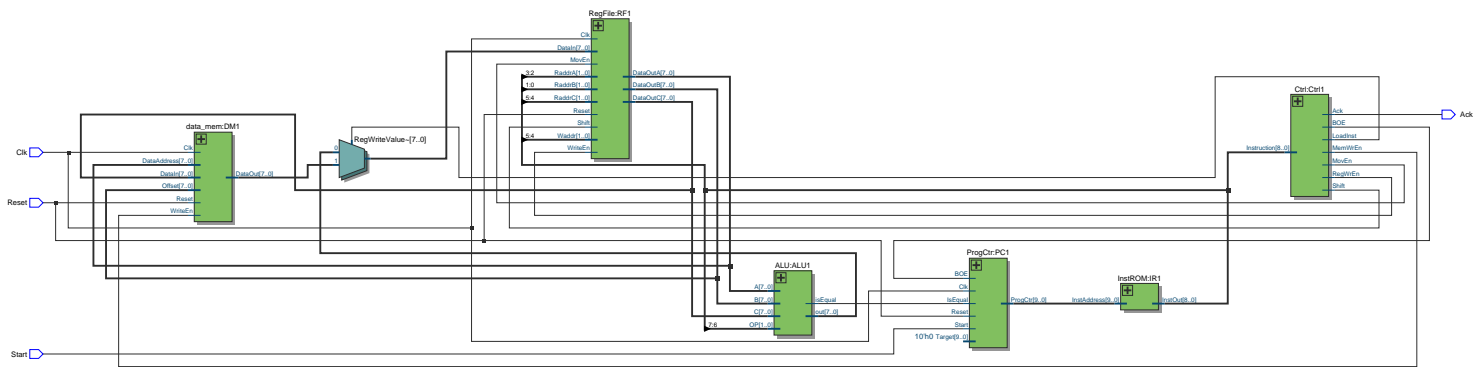 RegFile:RF1
Clk
DataIn[7..0]
MovEn
3:2 RaddrA[1..0]
1:0 RaddrB[1..0]
5:4 RaddrC[1..0]
Reset
Shift
5:4 Waddr[1..0]
WriteEn
DataOutA[7..0]
DataOutB[7..0]
DataOutC[7..0]
Ctrl:Ctrl1
Instruction[8..0]
Ack
BOE
LoadInst
MemWrEn
MovEn
RegWrEn
Shift
Ack
data_mem:DM1
Clk
DataAddress[7..0]
DataIn[7..0]
Offset[7..0]
Reset
WriteEn
DataOut[7..0]
RegWriteValue~[7..0]
0
1
Clk
Reset
Start
ALU:ALU1
A[7..0]
B[7..0]
C[7..0]
7:6 OP[1..0]
isEqual
out[7..0]
ProgCtr:PC1
BOE
Clk
IsEqual
Reset
Start
10'h0 Target[9..0]
ProgCtr[9..0]
InstROM:IR1
InstAddress[9..0]
InstOut[8..0]